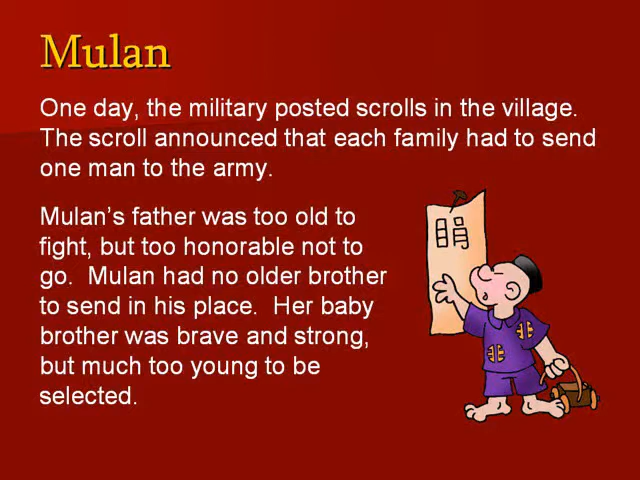 Mulan
One day, the military posted scrolls in the village.
The scroll announced that each family had to send
one man to the army.
Mulan's father was too old to
fight, but too honorable not to
go.  Mulan had no older brother
to send in his place.  Her baby
brother was brave and strong,
but much too young to be
selected.